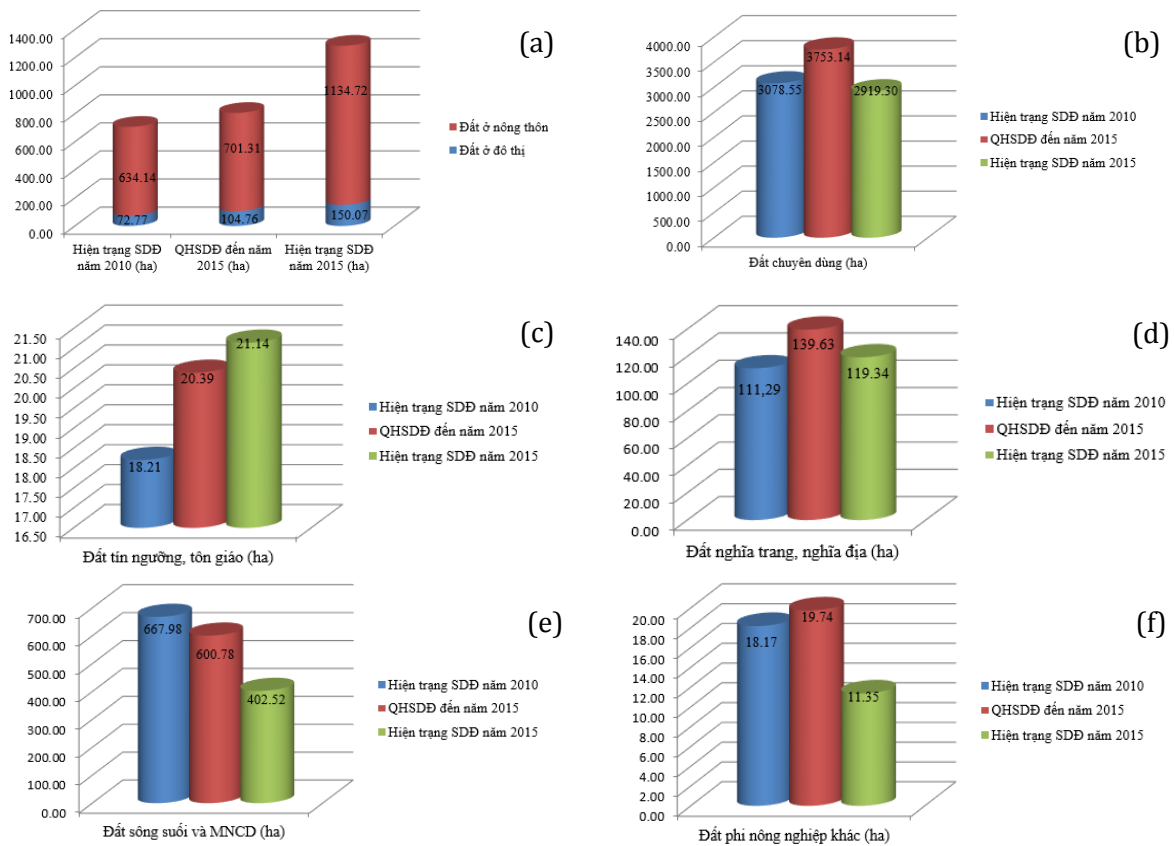 (a)
1400.00
1200.00
1000.00
800.00
600.00
400.00
200.00
0.00
634.14
72.77
701.31
104.76
1134.72
150.07
Hiện trạng SDĐ
năm 2010 (ha)
QHSDĐ đến năm
2015 (ha)
Hiện trạng SDĐ
năm 2015 (ha)
Đất ở nông thôn
Đất ở đô thị
(b)
4000.00
3500.00
3000.00
2500.00
2000.00
1500.00
1000.00
500.00
0.00
3078.55
3753.14
2919.30
Đất chuyên dùng (ha)
Hiện trạng SDĐ năm 2010
QHSDĐ đến năm 2015
Hiện trạng SDĐ năm 2015
(c)
21.50
21.00
20.50
20.00
19.50
19.00
18.50
18.00
17.50
17.00
16.50
18.21
20.39
21.14
Đất tín ngưỡng, tôn giáo (ha)
Hiện trạng SDĐ năm 2010
QHSDĐ đến năm 2015
Hiện trạng SDĐ năm 2015
(d)
140.00
120.00
100.00
80.00
60.00
40.00
20.00
0.00
111,29
139.63
119.34
Đất nghĩa trang, nghĩa địa (ha)
Hiện trạng SDĐ năm 2010
QHSDĐ đến năm 2015
Hiện trạng SDĐ năm 2015
(e)
700.00
600.00
500.00
400.00
300.00
200.00
100.00
0.00
667.98
600.78
402.52
Đất sông suối và MNCD (ha)
Hiện trạng SDĐ năm 2010
QHSDĐ đến năm 2015
Hiện trạng SDĐ năm 2015
(f)
20.00
18.00
16.00
14.00
12.00
10.00
8.00
6.00
4.00
2.00
0.00
18.17
19.74
11.35
Đất phi nông nghiệp khác (ha)
Hiện trạng SDĐ năm 2010
QHSDĐ đến năm 2015
Hiện trạng SDĐ năm 2015